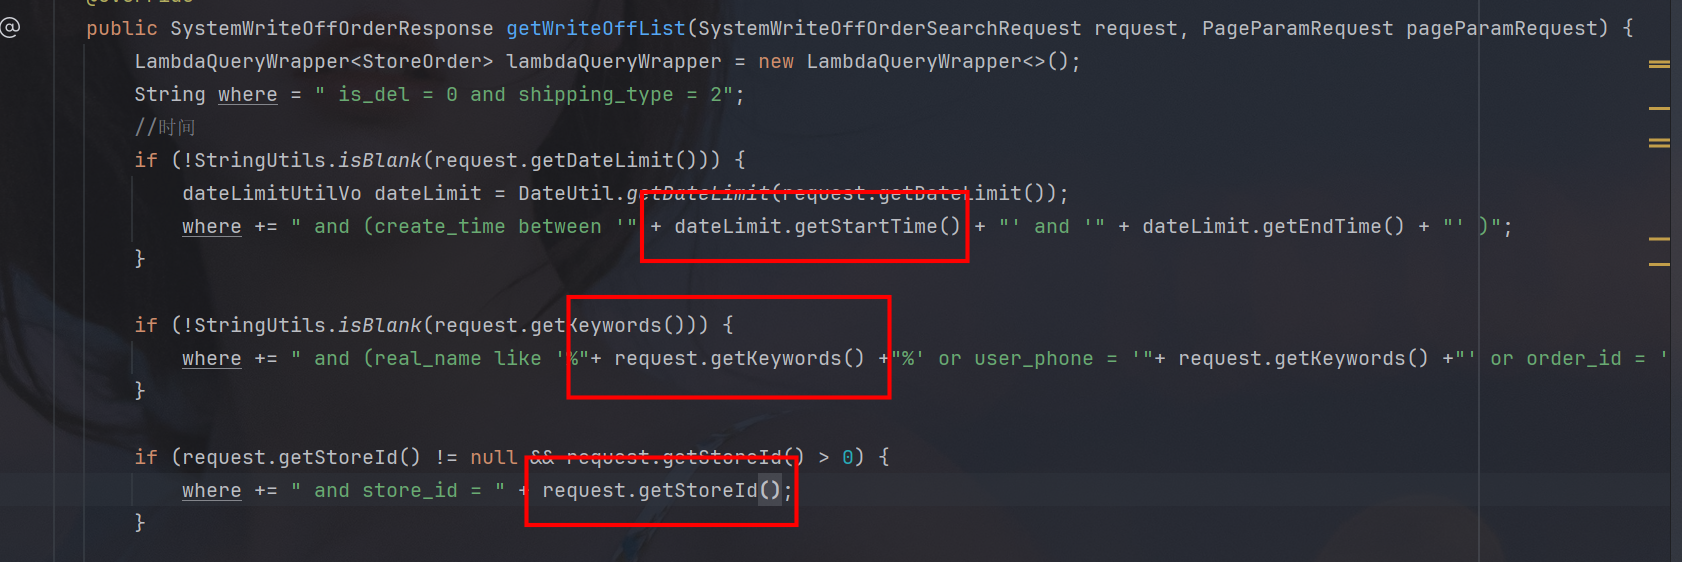 @Override
@
public SystemWriteOffOrderResponse getWriteOffList(SystemWriteOffOrderSearchRequest request, PageParamRequest pageParamRequest) {
LambdaQueryWrapper<StoreOrder> lambdaQueryWrapper = new LambdaQueryWrapper<>();
String where = " is_del = 0 and shipping_type = 2";
//时间
if (!StringUtils.isBlank(request.getDateLimit())) {
dateLimitUtilVo dateLimit = DateUtil.getDateLimit(request.getDateLimit());
where += " and (create_time between '" + dateLimit.getStartTime() + "' and '" + dateLimit.getEndTime() + "' )";
}
if (!StringUtils.isBlank(request.getKeywords())) {
where += " and (real_name like '%"+ request.getKeywords() +"%' or user_phone = '"+ request.getKeywords() +"' or order_id = '
}
if (request.getStoreId() != null && request.getStoreId() > 0) {
where += " and store_id = " + request.getStoreId();
}